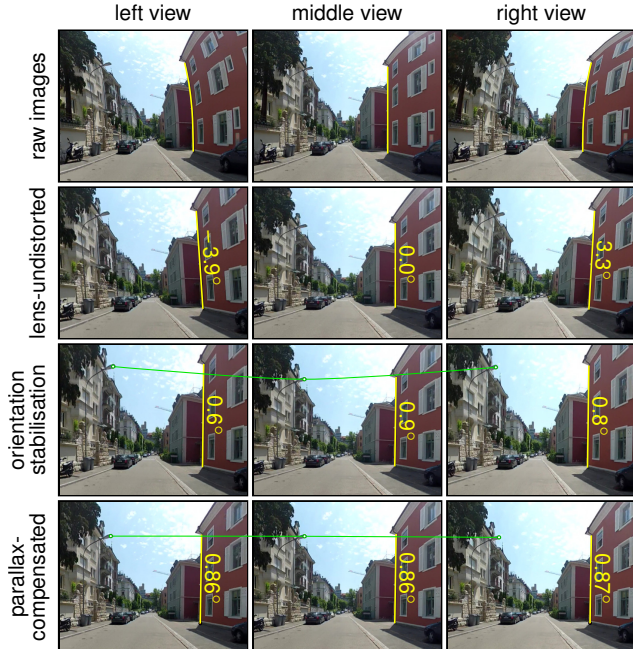 left view
middle view
right view
raw images
lens-undistorted
−3.9°
0.0°
3.3°
orientation
stabilisation
0.6°
0.9°
0.8°
parallax-
compensated
0.86°
0.86°
0.87°